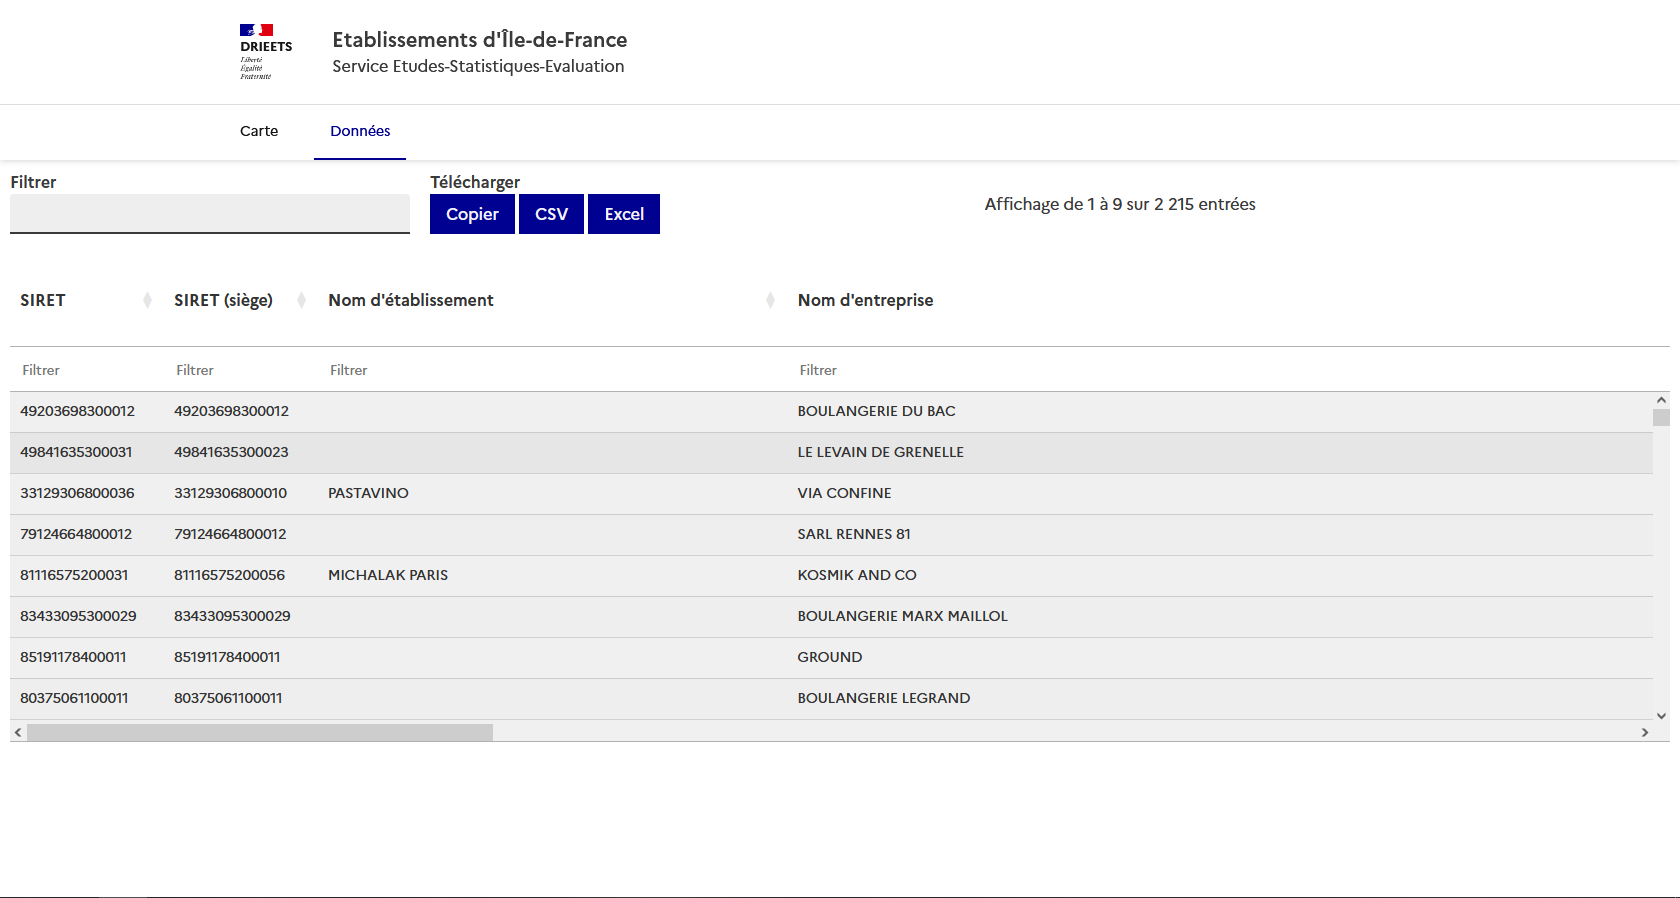 DRIEETS
Liberté
Égalité
Fraternité
Etablissements d'Île-de-France
Service Etudes-Statistiques-Evaluation
Carte Données
Filtrer Télécharger
Copier CSV Excel
Affichage de 1 à 9 sur 2 215 entrées
SIRET SIRET (siège) Nom d'établissement Nom d'entreprise
Filtrer Filtrer Filtrer Filtrer
49203698300012 49203698300012 BOULANGERIE DU BAC
49841635300031 49841635300023 LE LEVAIN DE GRENELLE
33129306800036 33129306800010 PASTAVINO VIA CONFINE
79124664800012 79124664800012 SARL RENNES 81
81116575200031 81116575200056 MICHALAK PARIS KOSMIK AND CO
83433095300029 83433095300029 BOULANGERIE MARX MAILLOL
85191178400011 85191178400011 GROUND
80375061100011 80375061100011 BOULANGERIE LEGRAND